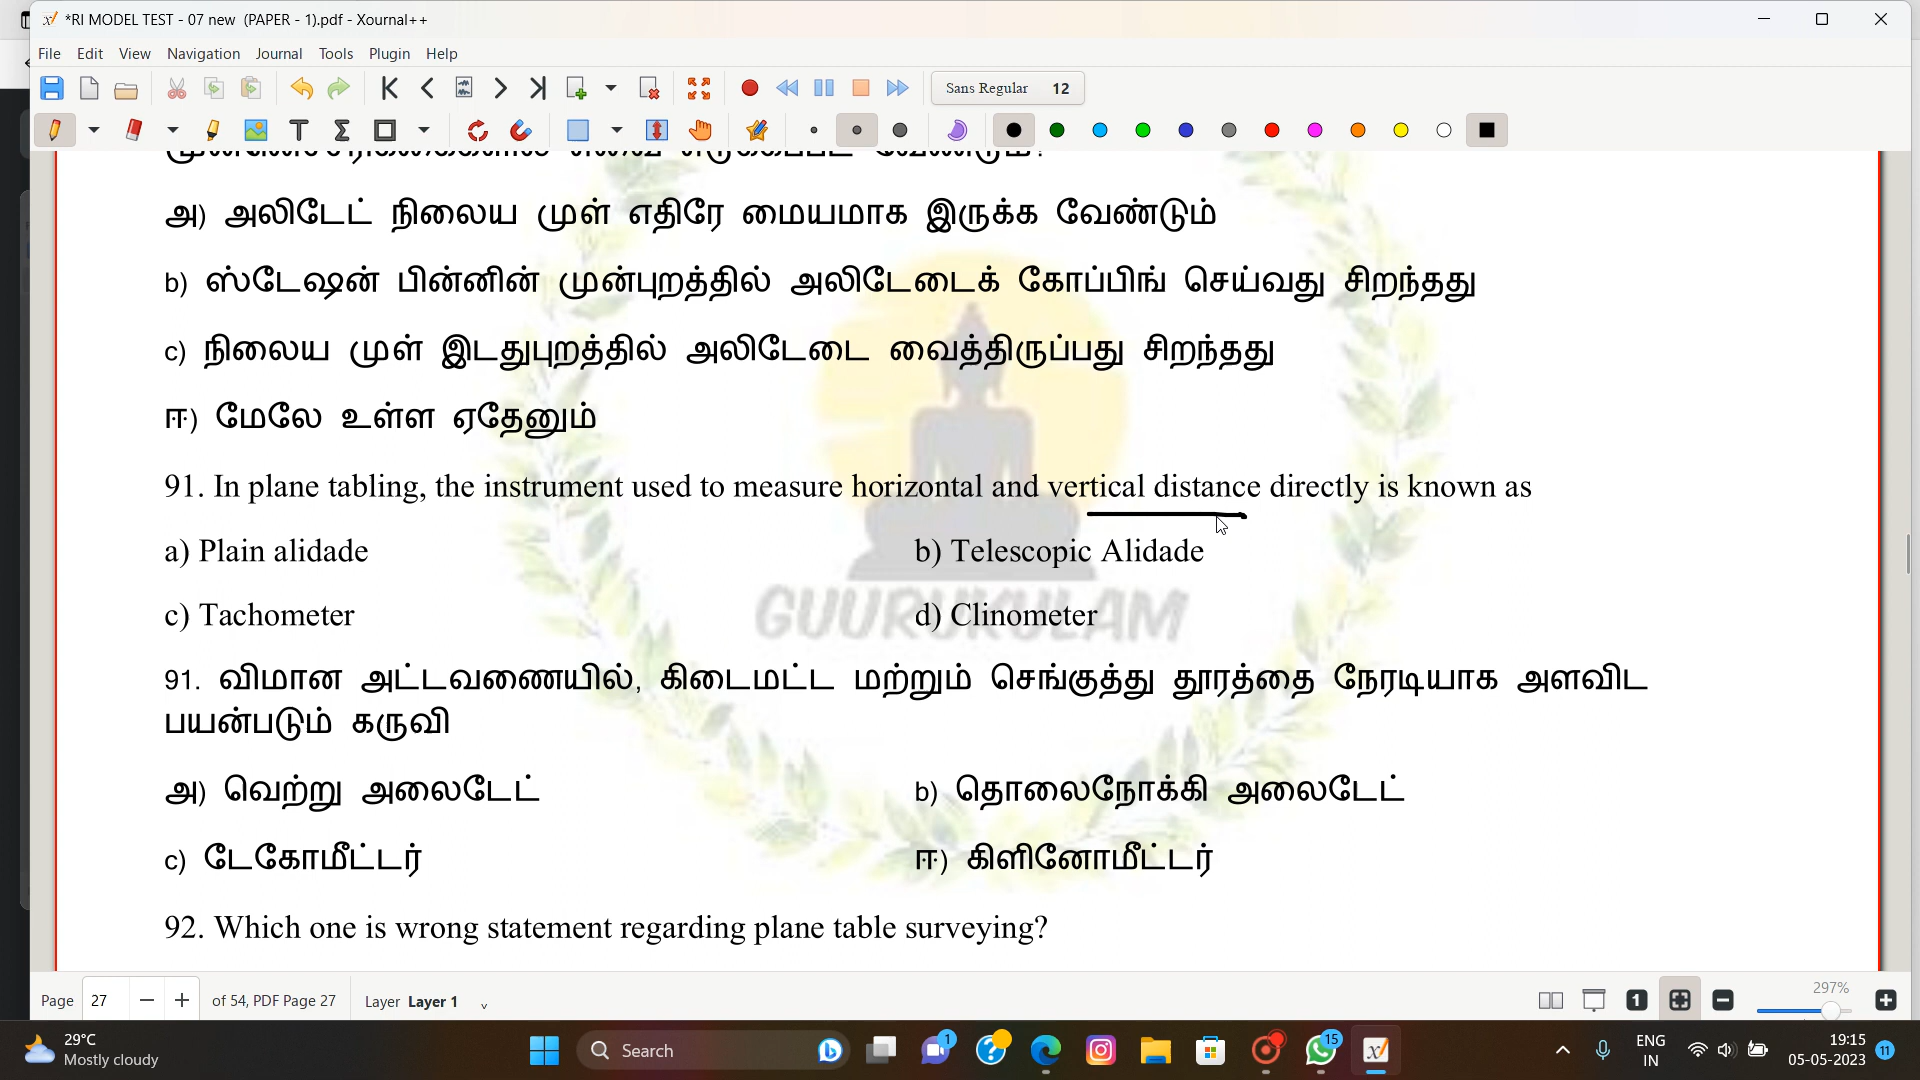 *RI MODEL TEST - 07 new (PAPER - 1).pdf - Xournal++
File Edit View Navigation Journal Tools Plugin Help
Sans Regular 12
அ) அலிடேட் நிலைய முள் எதிரே மையமாக இருக்க வேண்டும்
b) ஸ்டேஷன் பின்னின் முன்புறத்தில் அலிடேடைக் கோப்பிங் செய்வது சிறந்தது
c) நிலைய முள் இடதுபுறத்தில் அலிடேடை வைத்திருப்பது சிறந்தது
ஈ) மேலே உள்ள ஏதேனும்
91. In plane tabling, the instrument used to measure horizontal and vertical distance directly is known as
a) Plain alidade b) Telescopic Alidade
c) Tachometer d) Clinometer
GUURUKULAM
91. விமான அட்டவணையில், கிடைமட்ட மற்றும் செங்குத்து தூரத்தை நேரடியாக அளவிட
பயன்படும் கருவி
அ) வெற்று அலைடேட் b) தொலைநோக்கி அலைடேட்
c) டேகோமீட்டர் ஈ) கிளினோமீட்டர்
92. Which one is wrong statement regarding plane table surveying?
Page 27 of 54, PDF Page 27 Layer Layer 1 297%
29°C
Mostly cloudy
Search
1
15
ENG
IN
19:15
05-05-2023
11